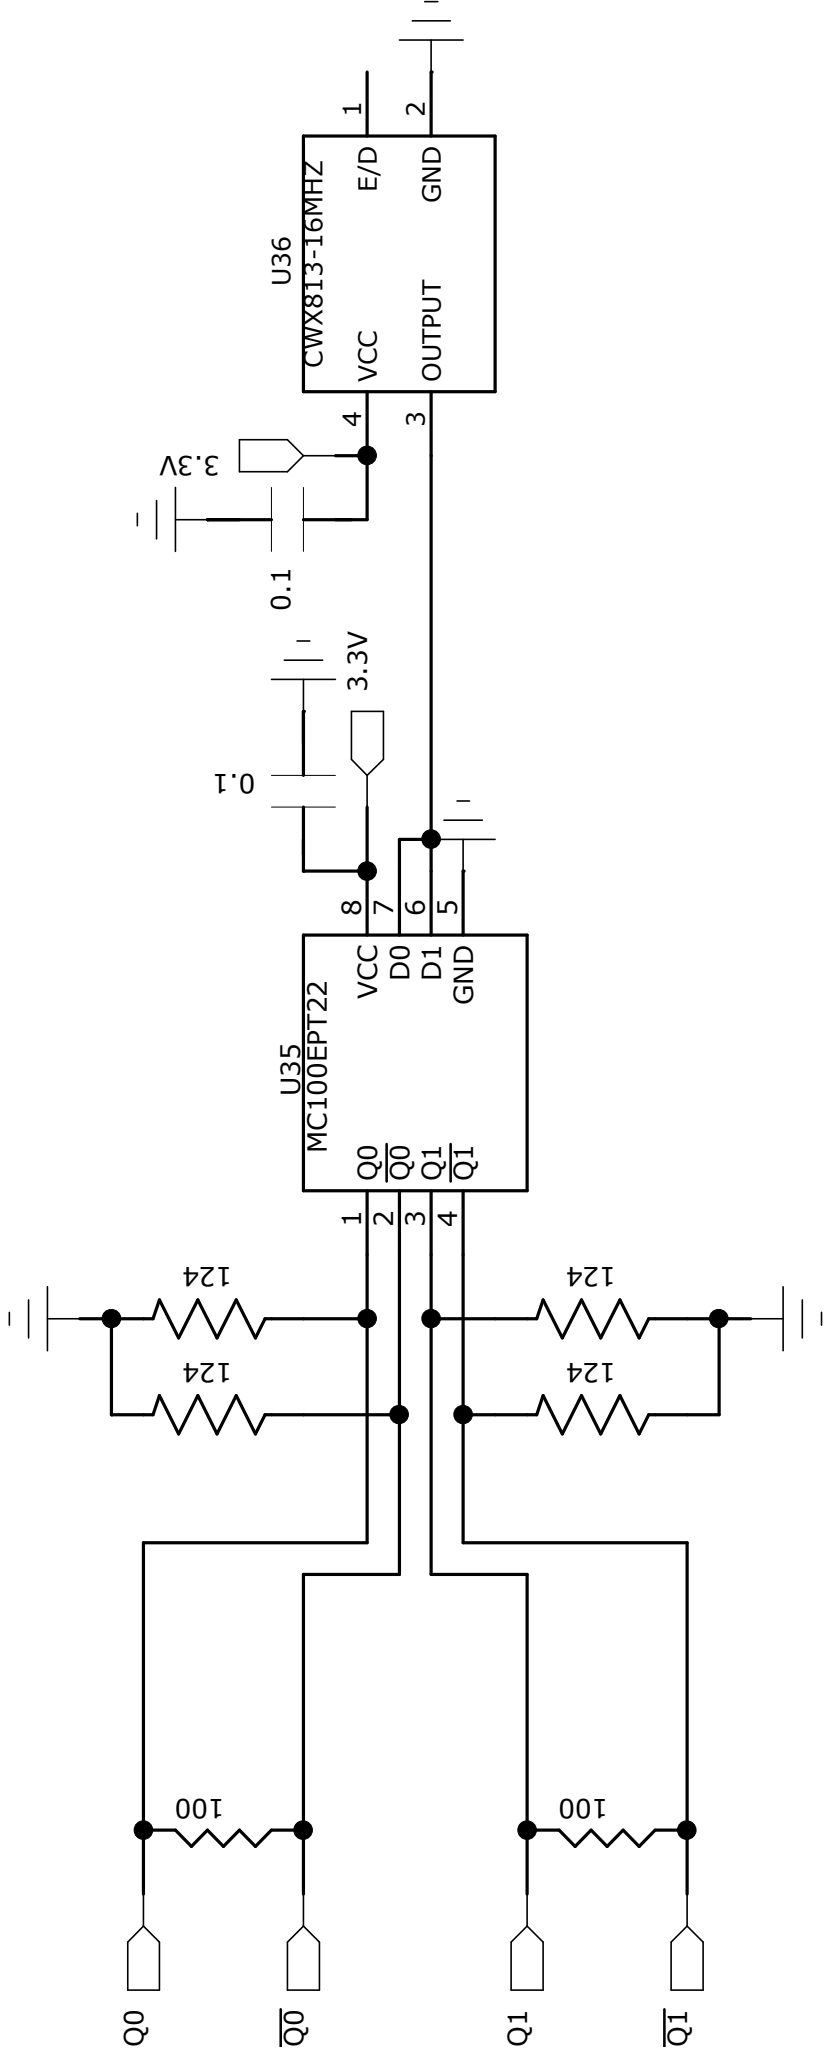 1
2
U36
CWX813-16MHZ
E/D
GND
VCC
OUTPUT
4
3
3.3V
0.1
3.3V
0.1
8
7
6
5
U35
MC100EPT22
VCC
D0
D1
GND
Q0
Q0
Q1
Q1
1
2
3
4
124
124
124
124
100
100
Q0
Q0
Q1
Q1